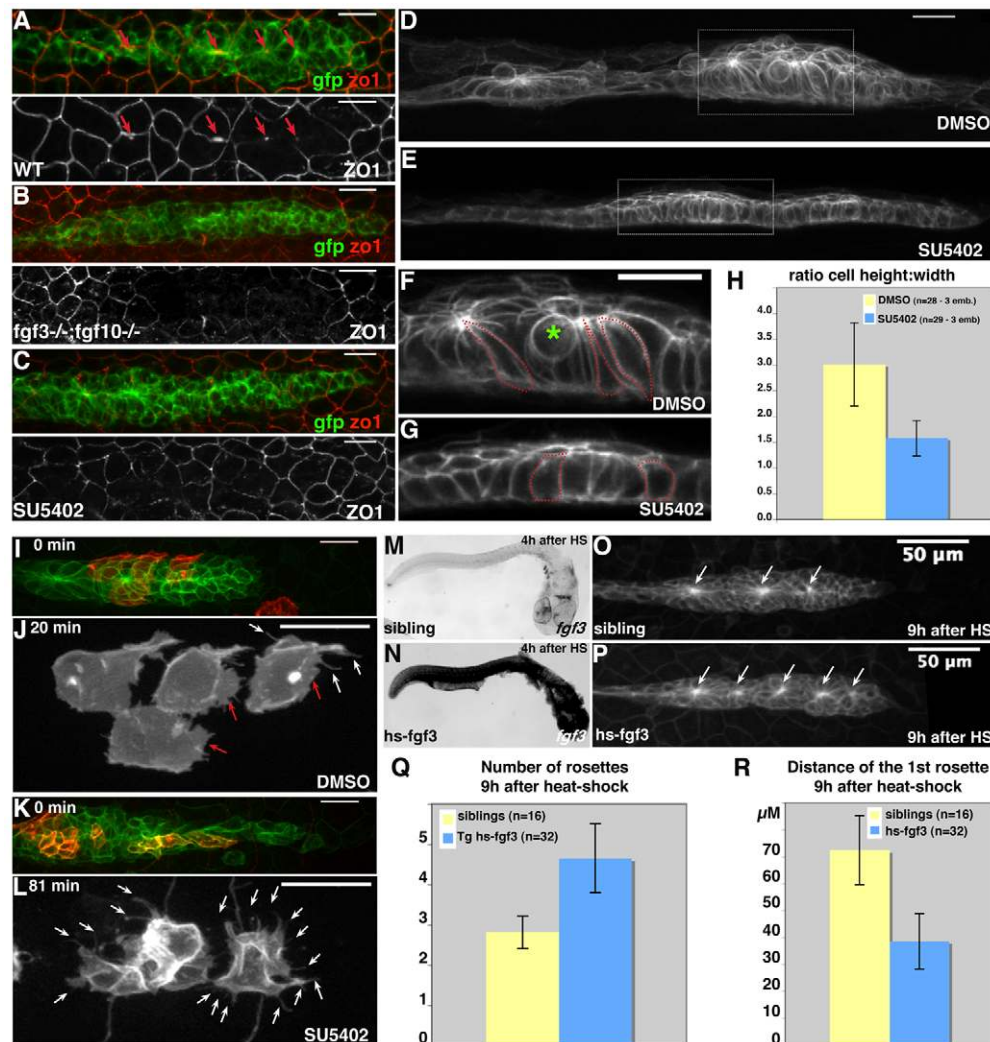 A
gfp zo1
WT ZO1
B
gfp zo1
fgf3-/-;fgf10-/- ZO1
C
gfp zo1
SU5402 ZO1
D
DMSO
E
SU5402
F
*
DMSO
G
SU5402
H
ratio cell height:width
DMSO (n=28 - 3 emb.)
SU5402 (n=29 - 3 emb)
4.0
3.5
3.0
2.5
2.0
1.5
1.0
0.5
0.0
I 0 min
J 20 min
DMSO
K 0 min
L 81 min
SU5402
M 4h after HS
sibling fgf3
N 4h after HS
hs-fgf3 fgf3
O 50 µm
sibling 9h after HS
P 50 µm
hs-fgf3 9h after HS
Q
Number of rosettes
9h after heat-shock
siblings (n=16)
Tg hs-fgf3 (n=32)
5
4
3
2
1
0
R
Distance of the 1st rosette
9h after heat-shock
µM
siblings (n=16)
hs-fgf3 (n=32)
70
60
50
40
30
20
10
0